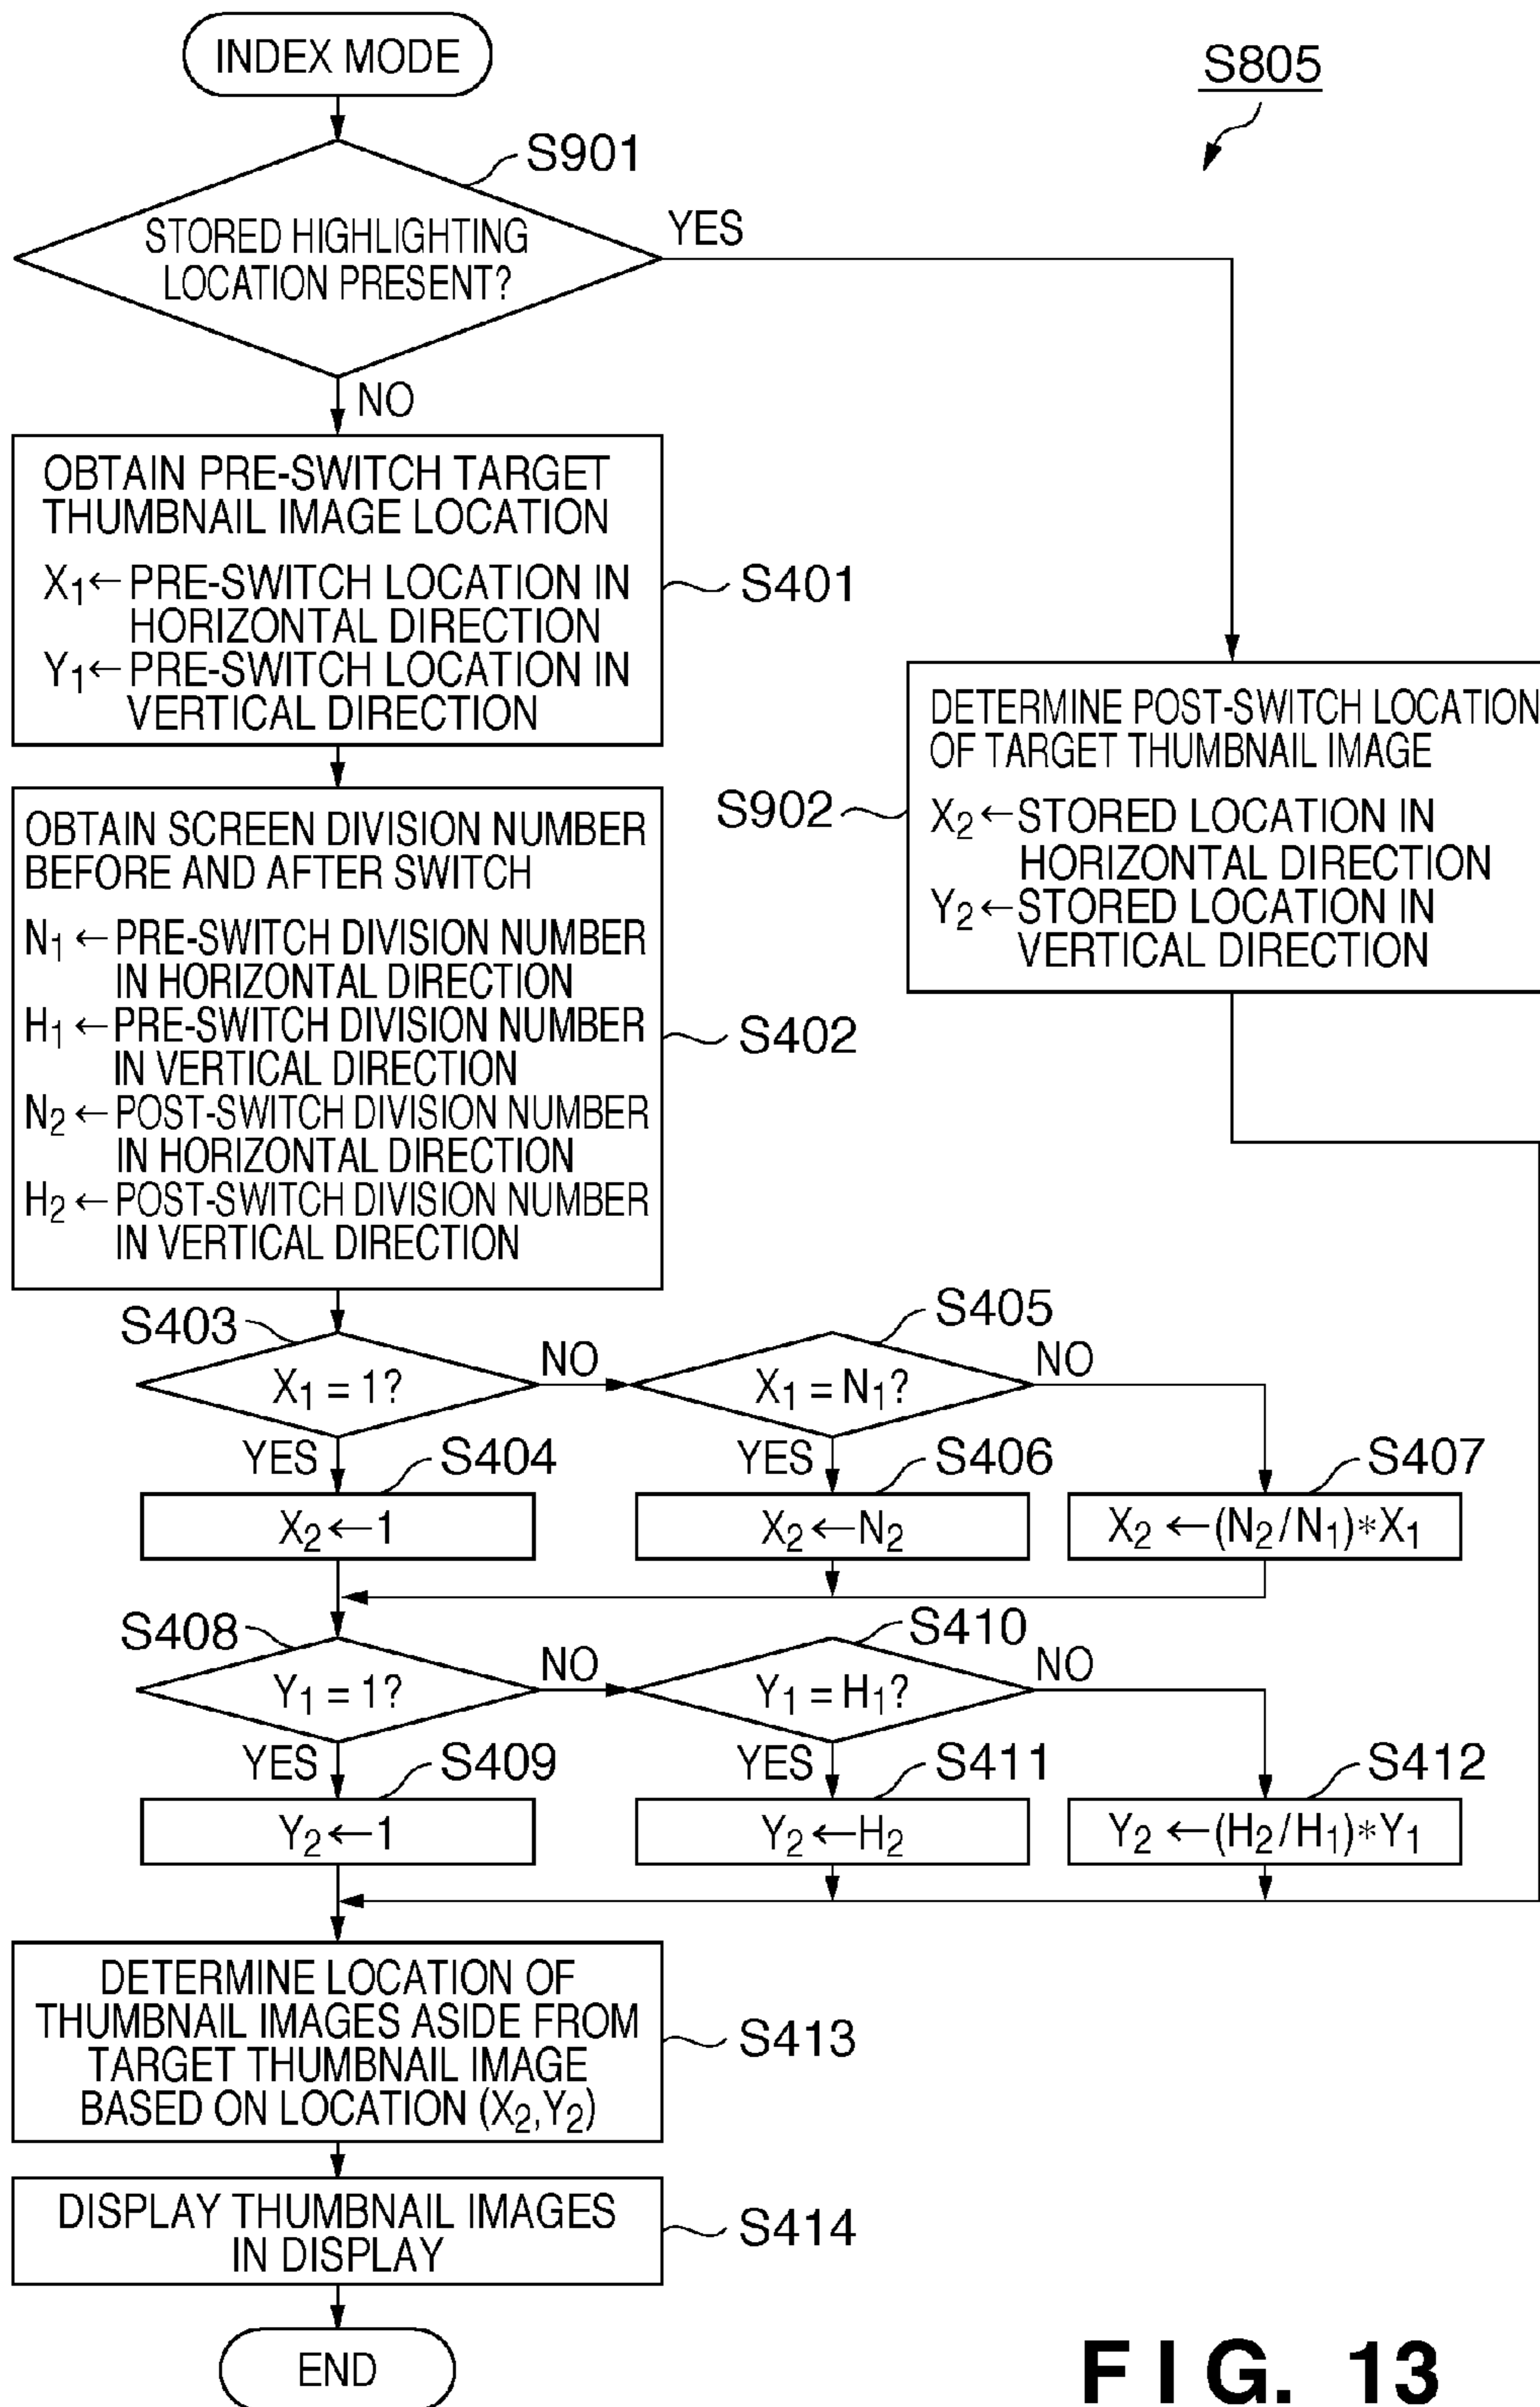 INDEX MODE
S805
S901
STORED HIGHLIGHTING
LOCATION PRESENT?
YES
NO
OBTAIN PRE-SWITCH TARGET
THUMBNAIL IMAGE LOCATION
X₁←PRE-SWITCH LOCATION IN
HORIZONTAL DIRECTION
Y₁←PRE-SWITCH LOCATION IN
VERTICAL DIRECTION
S401
DETERMINE POST-SWITCH LOCATION
OF TARGET THUMBNAIL IMAGE
X₂←STORED LOCATION IN
HORIZONTAL DIRECTION
Y₂←STORED LOCATION IN
VERTICAL DIRECTION
S902
OBTAIN SCREEN DIVISION NUMBER
BEFORE AND AFTER SWITCH
N₁←PRE-SWITCH DIVISION NUMBER
IN HORIZONTAL DIRECTION
H₁←PRE-SWITCH DIVISION NUMBER
IN VERTICAL DIRECTION
N₂←POST-SWITCH DIVISION NUMBER
IN HORIZONTAL DIRECTION
H₂←POST-SWITCH DIVISION NUMBER
IN VERTICAL DIRECTION
S402
S403
X₁=1?
NO
S405
X₁=N₁?
NO
YES
S404
YES
S406
S407
X₂←1
X₂←N₂
X₂←(N₂/N₁)*X₁
S408
Y₁=1?
NO
S410
Y₁=H₁?
NO
YES
S409
YES
S411
S412
Y₂←1
Y₂←H₂
Y₂←(H₂/H₁)*Y₁
DETERMINE LOCATION OF
THUMBNAIL IMAGES ASIDE FROM
TARGET THUMBNAIL IMAGE
BASED ON LOCATION (X₂,Y₂)
S413
DISPLAY THUMBNAIL IMAGES
IN DISPLAY
S414
END
FIG. 13